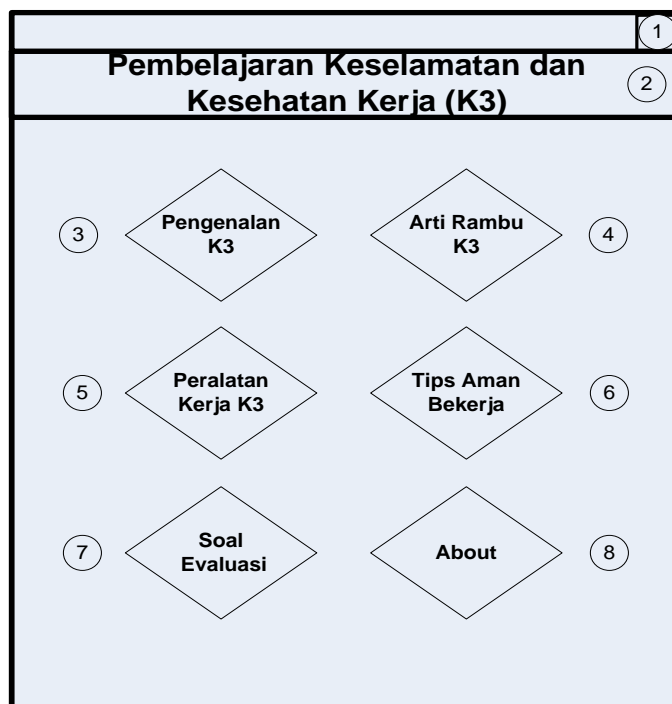 1
Pembelajaran Keselamatan dan
Kesehatan Kerja (K3)
2
3
Pengenalan
K3
Arti Rambu
K3
4
5
Peralatan
Kerja K3
Tips Aman
Bekerja
6
7
Soal
Evaluasi
About
8